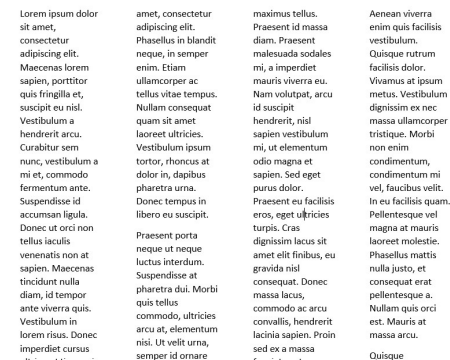 Lorem ipsum dolor
sit amet,
consectetur
adipiscing elit.
Maecenas lorem
sapien, porttitor
quis fringilla et,
suscipit eu nisl.
Vestibulum a
hendrerit arcu.
Curabitur sem
nunc, vestibulum a
mi et, commodo
fermentum ante.
Suspendisse id
accumsan ligula.
Donec ut orci non
tellus iaculis
venenatis non at
sapien. Maecenas
tincidunt nulla
diam, id tempor
ante viverra quis.
Vestibulum in
lorem risus. Donec
imperdiet cursus
amet, consectetur
adipiscing elit.
Phasellus in blandit
neque, in semper
enim. Etiam
ullamcorper ac
tellus vitae tempus.
Nullam consequat
quam sit amet
laoreet ultricies.
Vestibulum ipsum
tortor, rhoncus at
dolor in, dapibus
pharetra urna.
Donec tempus in
libero eu suscipit.
Praesent porta
neque ut neque
luctus interdum.
Suspendisse at
pharetra dui. Morbi
quis tellus
commodo, ultricies
arcu at, elementum
nisi. Ut velit urna,
semper id ornare
maximus tellus.
Praesent id massa
diam. Praesent
malesuada sodales
mi, a imperdiet
mauris viverra eu.
Nam volutpat, arcu
id suscipit
hendrerit, nisl
sapien vestibulum
mi, ut elementum
odio magna et
sapien. Sed eget
purus dolor.
Praesent eu facilisis
eros, eget ultricies
turpis. Cras
dignissim lacus sit
amet elit finibus, eu
gravida nisl
consequat. Donec
massa lacus,
commodo ac arcu
convallis, hendrerit
lacinia sapien. Proin
sed ex a massa
Aenean viverra
enim quis facilisis
vestibulum.
Quisque rutrum
facilisis dolor.
Vivamus at ipsum
metus. Vestibulum
dignissim ex nec
massa ullamcorper
tristique. Morbi
non enim
condimentum,
condimentum mi
vel, faucibus velit.
In eu facilisis quam.
Pellentesque vel
magna at mauris
laoreet molestie.
Phasellus mattis
nulla justo, et
consequat erat
pellentesque a.
Nullam quis orci
est. Mauris at
massa arcu.
Quisque